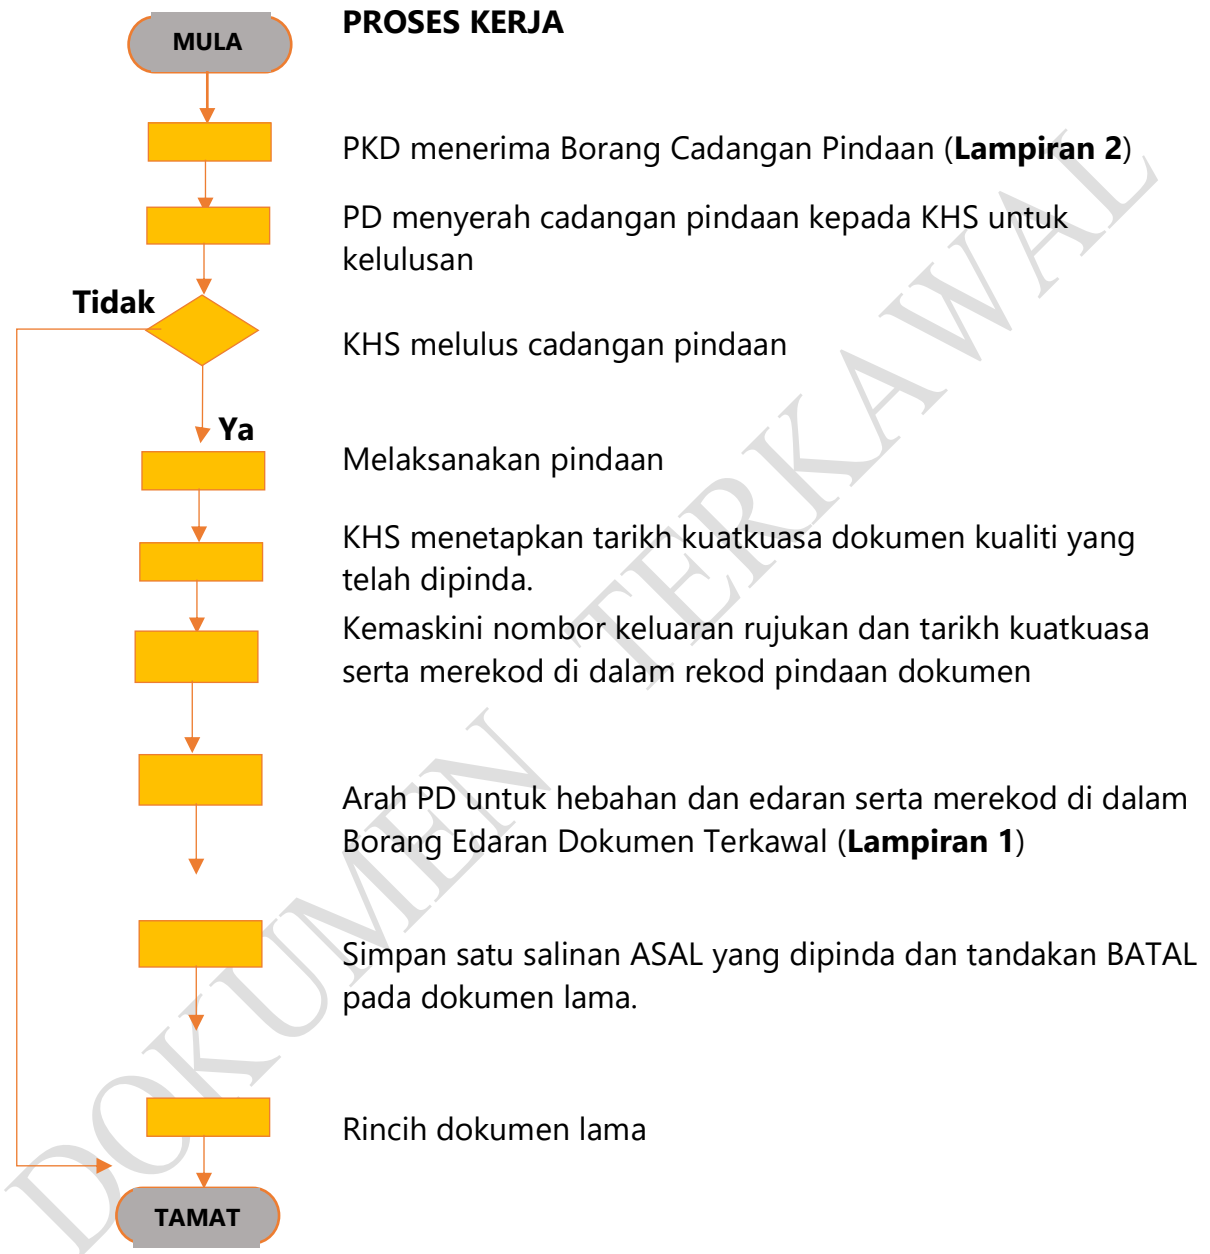 MULA
PROSES KERJA
PKD menerima Borang Cadangan Pindaan (Lampiran 2)
PD menyerah cadangan pindaan kepada KHS untuk
kelulusan
Tidak
KHS melulus cadangan pindaan
Ya
Melaksanakan pindaan
KHS menetapkan tarikh kuatkuasa dokumen kualiti yang
telah dipinda.
Kemaskini nombor keluaran rujukan dan tarikh kuatkuasa
serta merekod di dalam rekod pindaan dokumen
Arah PD untuk hebahan dan edaran serta merekod di dalam
Borang Edaran Dokumen Terkawal (Lampiran 1)
Simpan satu salinan ASAL yang dipinda dan tandakan BATAL
pada dokumen lama.
Rincih dokumen lama
TAMAT
DOKUMEN TERKAWAL